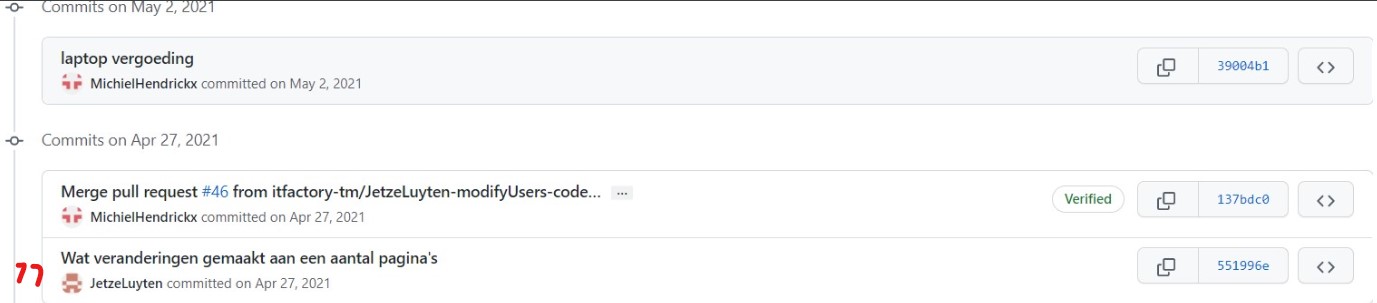 Commits on May 2, 2021
laptop vergoeding
39004b1
MichielHendrickx committed on May 2, 2021
Commits on Apr 27, 2021
Merge pull request #46 from itfactory-tm/JetzeLuyten-modifyUsers-code... ...
Verified
137bdc0
MichielHendrickx committed on Apr 27, 2021
Wat veranderingen gemaakt aan een aantal pagina's
551996e
JetzeLuyten committed on Apr 27, 2021